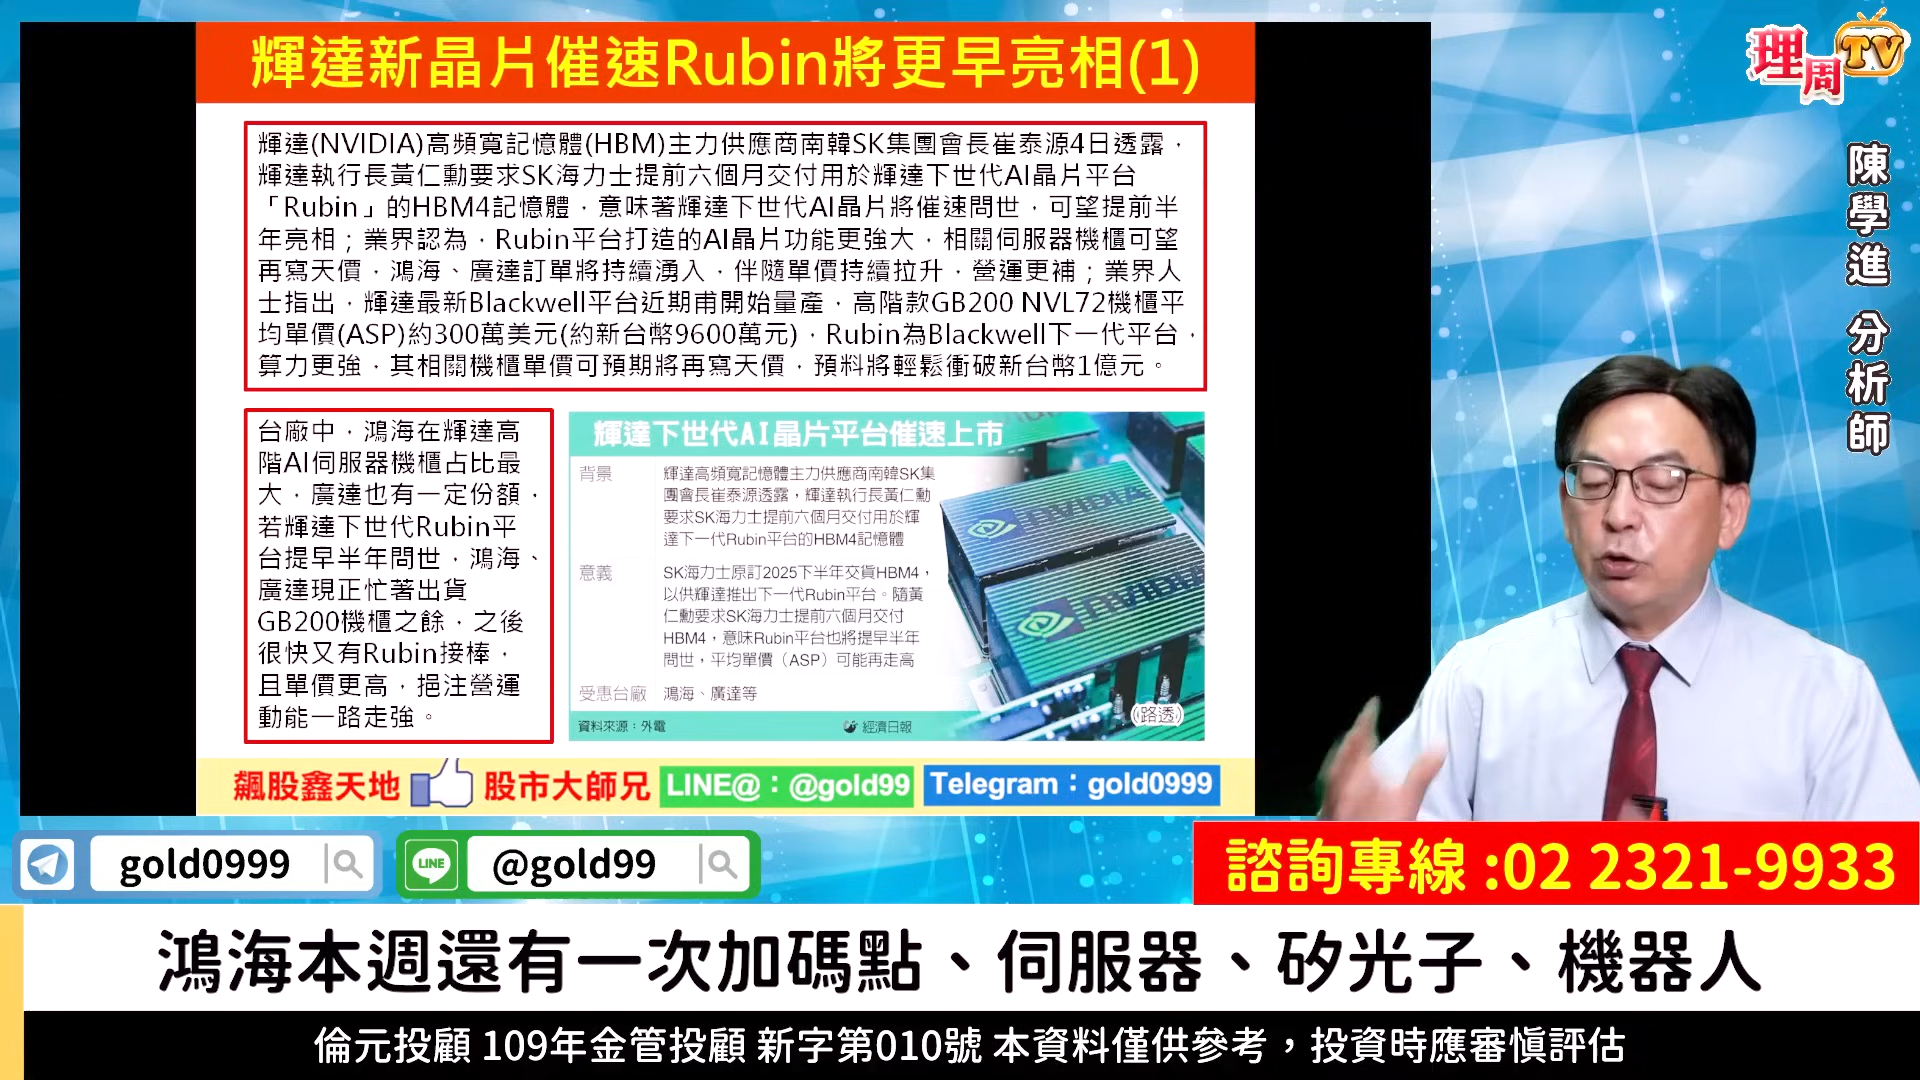 輝達新晶片催速Rubin將更早亮相(1)
理周TV
陳學進 分析師
輝達(NVIDIA)高頻寬記憶體(HBM)主力供應商南韓SK集團會長崔泰源4日透露，
輝達執行長黃仁勳要求SK海力士提前六個月交付用於輝達下世代AI晶片平台
「Rubin」的HBM4記憶體，意味著輝達下世代AI晶片將催速問世，可望提前半
年亮相；業界認為，Rubin平台打造的AI晶片功能更強大，相關伺服器機櫃可望
再寫天價，鴻海、廣達訂單將持續湧入，伴隨單價持續拉升，營運更補；業界人
士指出，輝達最新Blackwell平台近期甫開始量產，高階款GB200 NVL72機櫃平
均單價(ASP)約300萬美元(約新台幣9600萬元)，Rubin為Blackwell下一代平台，
算力更強，其相關機櫃單價可預期將再寫天價，預料將輕鬆衝破新台幣1億元。
台廠中，鴻海在輝達高
階AI伺服器機櫃占比最
大，廣達也有一定份額，
若輝達下世代Rubin平
台提早半年問世，鴻海、
廣達現正忙著出貨
GB200機櫃之餘，之後
很快又有Rubin接棒，
且單價更高，挹注營運
動能一路走強。
輝達下世代AI晶片平台催速上市
背景
輝達高頻寬記憶體主力供應商南韓SK集
團會長崔泰源透露，輝達執行長黃仁勳
要求SK海力士提前六個月交付用於輝
達下一代Rubin平台的HBM4記憶體
意義
SK海力士原訂2025下半年交貨HBM4，
以供輝達推出下一代Rubin平台。隨黃
仁勳要求SK海力士提前六個月交付
HBM4，意味Rubin平台也將提早半年
問世，平均單價（ASP）可能再走高
受惠台廠 鴻海、廣達等
資料來源：外電
經濟日報
(路透)
NVIDIA
NVIDIA
飆股鑫天地 股市大師兄 LINE@：@gold99 Telegram：gold0999
gold0999
LINE
@gold99
諮詢專線 :02 2321-9933
鴻海本週還有一次加碼點、伺服器、矽光子、機器人
倫元投顧 109年金管投顧 新字第010號 本資料僅供參考，投資時應審慎評估